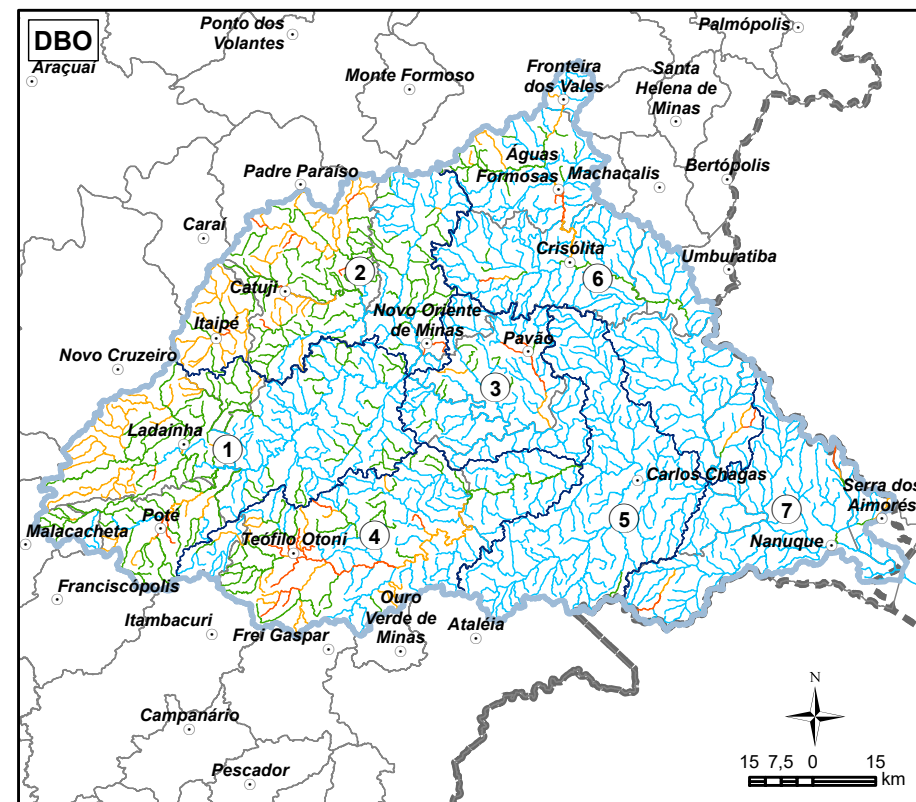 DBO
Ponto dos
Volantes
Palmópolis
Araçuaí
Monte Formoso
Fronteira
dos Vales
Santa
Helena de
Minas
Águas
Formosas
Machacalis
Bertópolis
Padre Paraíso
Caraí
Crisólita
Umburatiba
2
6
Catuji
Novo Oriente
de Minas
Itaipé
Pavão
Novo Cruzeiro
3
Ladainha
1
Carlos Chagas
Serra dos
Aimorés
Malacacheta
Poté
4
5
7
Teófilo Otoni
Nanuque
Franciscópolis
Ouro
Verde de
Minas
Itambacuri
Frei Gaspar
Ataléia
Campanário
Pescador
N
15 7,5 0 15
km